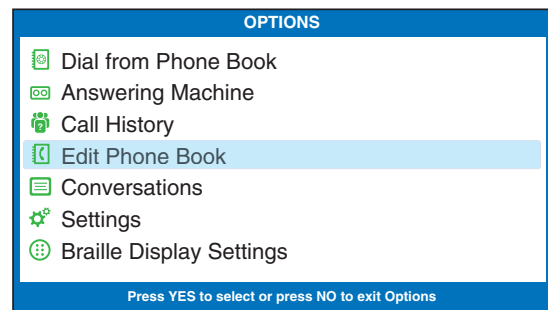 OPTIONS
Dial from Phone Book
Answering Machine
Call History
Edit Phone Book
Conversations
Settings
Braille Display Settings
Press YES to select or press NO to exit Options